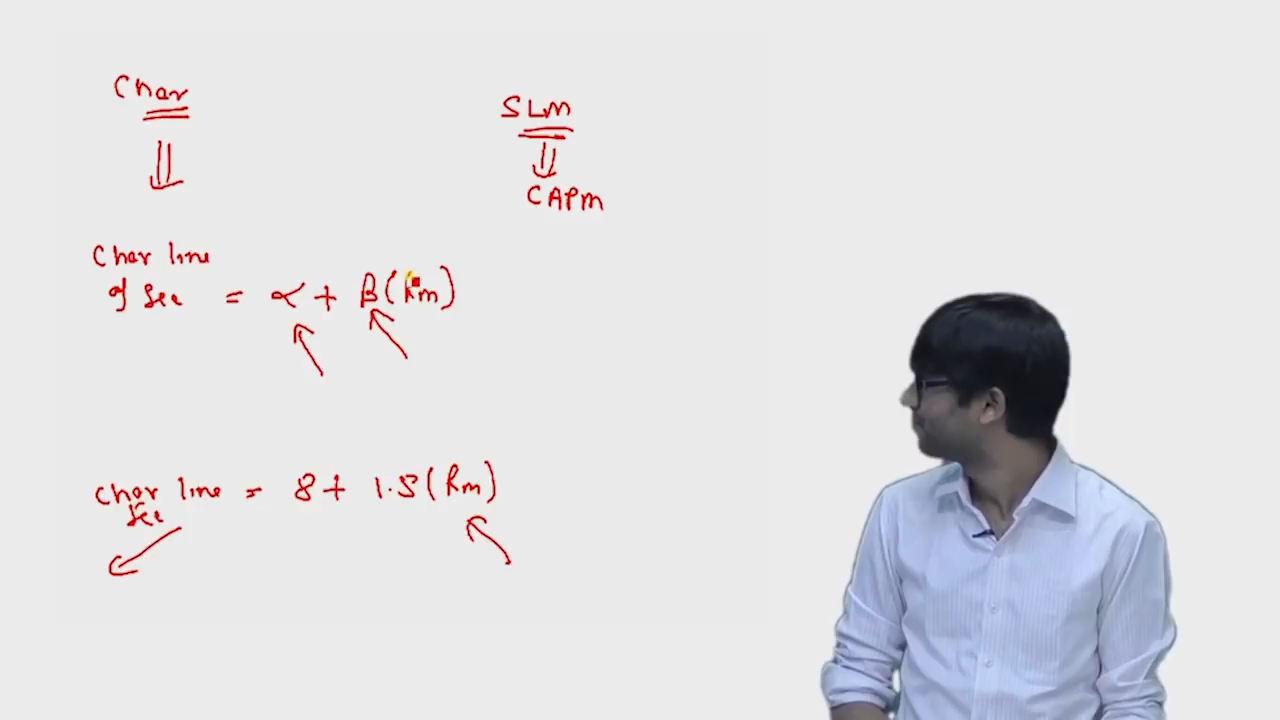 Char
SLM
CAPM
Char line
of Sec = α + β(Rm)
Char line = 8 + 1.5(Rm)
Sec